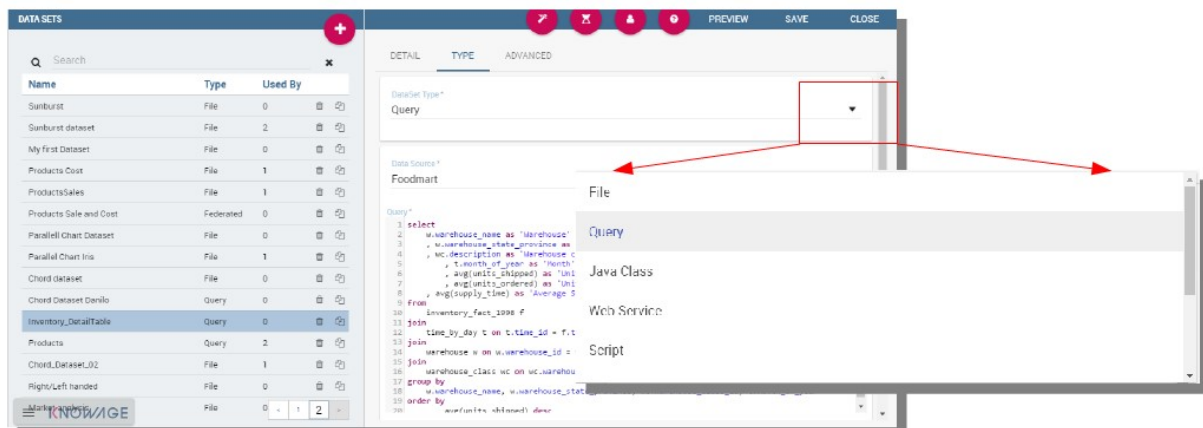 DATA SETS
PREVIEW SAVE CLOSE
Search
Name Type Used By
Sunburst File 0
Sunburst dataset File 2
My first Dataset File 0
Products Cost File 1
ProductsSales File 1
Products Sale and Cost Federated 0
Parallell Chart Dataset File 0
Parallel Chart Iris File 1
Chord dataset File 0
Chord Dataset Danilo Query 0
Inventory_DetailTable Query 0
Products Query 2
Chord_Dataset_02 File 1
Right/Left handed File 0
Market analysis File 0
KNOWAGE
1 2
DETAIL TYPE ADVANCED
DataSet Type *
Query
Data Source *
Foodmart
Query *
1 select
2 w.warehouse_name as 'Warehouse'
3 , w.warehouse_state_province as
4 , wc.description as 'Warehouse
5 , t.month_of_year as 'Month'
6 , avg(units_shipped) as
7 , avg(units_ordered) as
8 , avg(supply_time) as 'Average
9 from
10 inventory_fact_1998 f
11 join
12 time_by_day t on t.time_id =
13 join
14 warehouse w on w.warehouse_id =
15 join
16 warehouse_class wc on
17 group by
18 w.warehouse_name,
19 order by
20 avg(units_shipped) desc
File
Query
Java Class
Web Service
Script